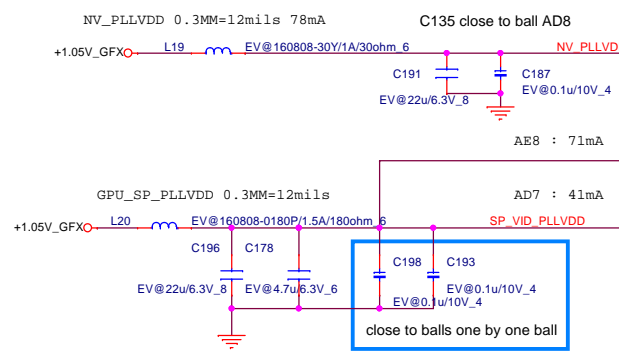 NV_PLLVDD 0.3MM=12mils 78mA
C135 close to ball AD8
+1.05V_GFX
L19
EV@160808-30Y/1A/30ohm_6
NV_PLLVD
C191
C187
EV@22u/6.3V_8
EV@0.1u/10V_4
AE8 : 71mA
GPU_SP_PLLVDD 0.3MM=12mils
AD7 : 41mA
+1.05V_GFX
L20
EV@160808-0180P/1.5A/180ohm_6
SP_VID_PLLVDD
C196
C178
C198
C193
EV@22u/6.3V_8
EV@4.7u/6.3V_6
EV@0.1u/10V_4
EV@0.1u/10V_4
close to balls one by one ball